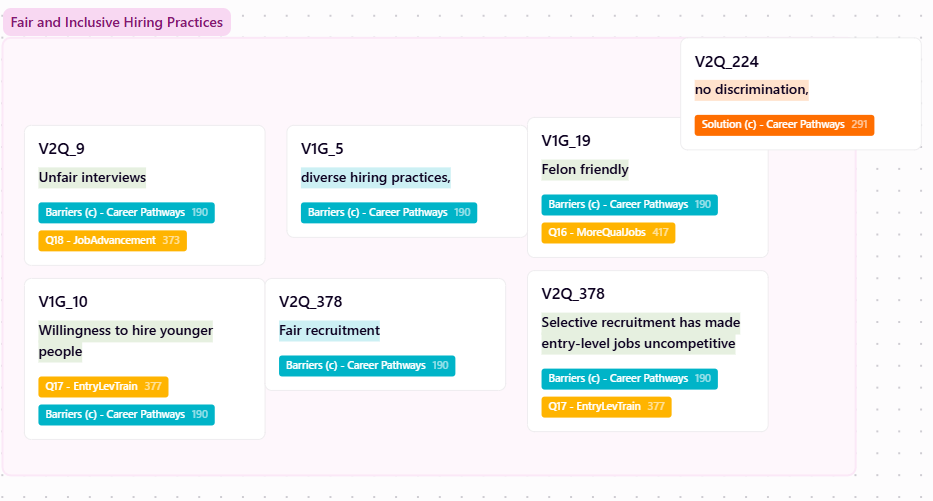 Fair and Inclusive Hiring Practices
V2Q_224
no discrimination,
Solution (c) - Career Pathways 291
V2Q_9
Unfair interviews
Barriers (c) - Career Pathways 190
Q18 - JobAdvancement 373
V1G_5
diverse hiring practices,
Barriers (c) - Career Pathways 190
V1G_19
Felon friendly
Barriers (c) - Career Pathways 190
Q16 - MoreQualJobs 417
V1G_10
Willingness to hire younger
people
Q17 - EntryLevTrain 377
Barriers (c) - Career Pathways 190
V2Q_378
Fair recruitment
Barriers (c) - Career Pathways 190
V2Q_378
Selective recruitment has made
entry-level jobs uncompetitive
Barriers (c) - Career Pathways 190
Q17 - EntryLevTrain 377